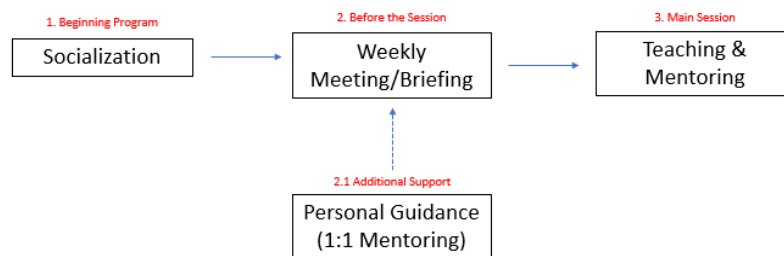 1. Beginning Program
Socialization
2. Before the Session
Weekly
Meeting/Briefing
3. Main Session
Teaching &
Mentoring
2.1 Additional Support
Personal Guidance
(1:1 Mentoring)